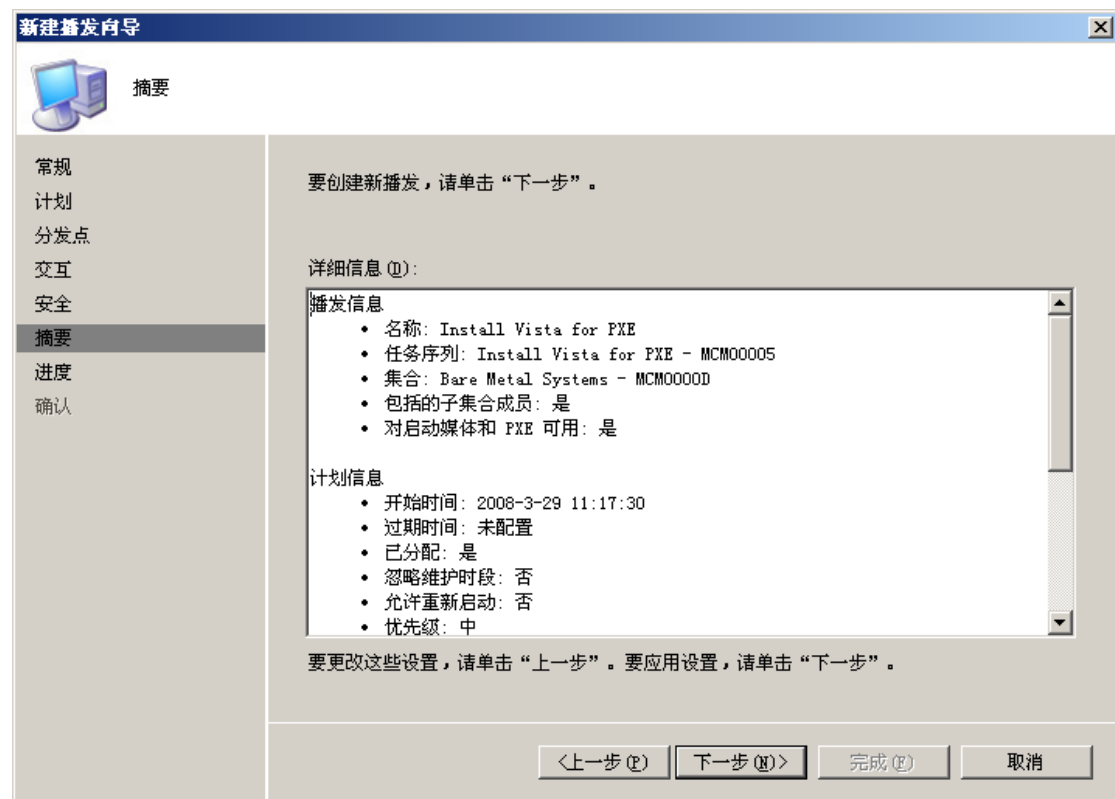 新建播发向导
摘要
常规
计划
分发点
交互
安全
摘要
进度
确认
要创建新播发，请单击“下一步”。
详细信息(D):
播发信息
• 名称: Install Vista for PXE
• 任务序列: Install Vista for PXE - MCM00005
• 集合: Bare Metal Systems - MCM0000D
• 包括的子集合成员: 是
• 对启动媒体和 PXE 可用: 是
计划信息
• 开始时间: 2008-3-29 11:17:30
• 过期时间: 未配置
• 已分配: 是
• 忽略维护时段: 否
• 允许重新启动: 否
• 优先级: 中
要更改这些设置，请单击“上一步”。要应用设置，请单击“下一步”。
<上一步(P)
下一步(N)>
完成(F)
取消